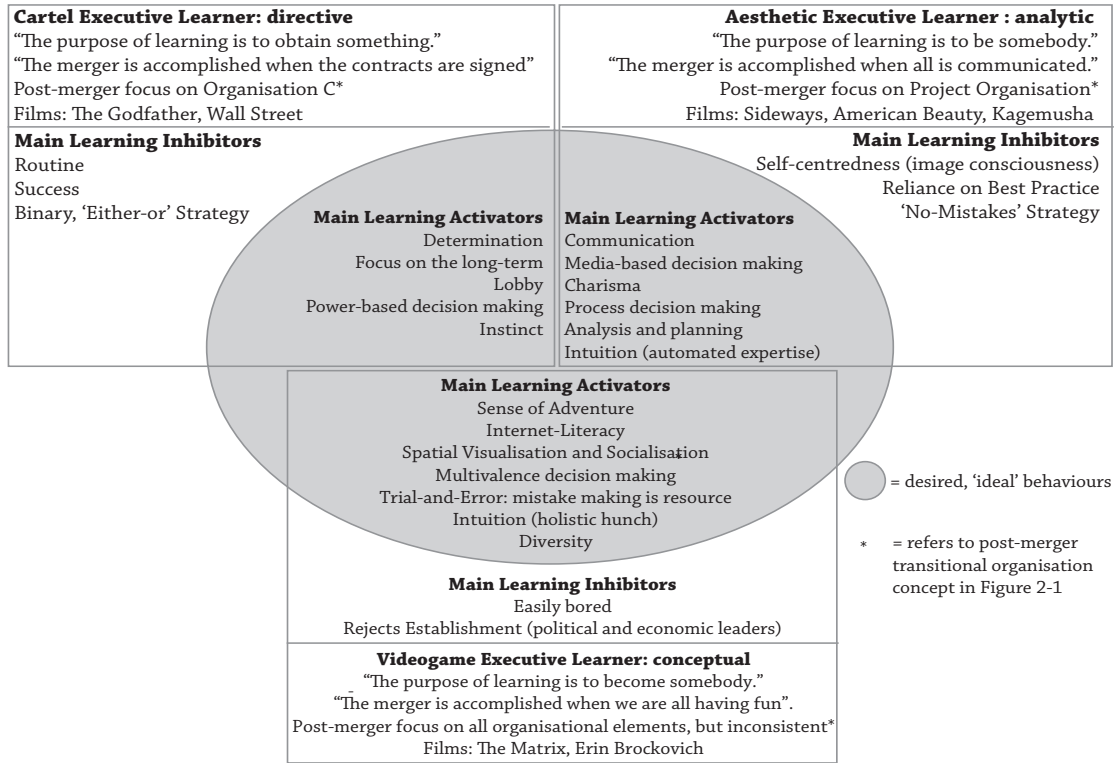 Cartel Executive Learner: directive
“The purpose of learning is to obtain something.”
“The merger is accomplished when the contracts are signed”
Post-merger focus on Organisation C*
Films: The Godfather, Wall Street
Main Learning Inhibitors
Routine
Success
Binary, ‘Either-or’ Strategy
Main Learning Activators
Determination
Focus on the long-term
Lobby
Power-based decision making
Instinct
Aesthetic Executive Learner : analytic
“The purpose of learning is to be somebody.”
“The merger is accomplished when all is communicated.”
Post-merger focus on Project Organisation*
Films: Sideways, American Beauty, Kagemusha
Main Learning Inhibitors
Self-centredness (image consciousness)
Reliance on Best Practice
‘No-Mistakes’ Strategy
Main Learning Activators
Communication
Media-based decision making
Charisma
Process decision making
Analysis and planning
Intuition (automated expertise)
Main Learning Activators
Sense of Adventure
Internet-Literacy
Spatial Visualisation and Socialisation
*
Multivalence decision making
Trial-and-Error: mistake making is resource
Intuition (holistic hunch)
Diversity
Main Learning Inhibitors
Easily bored
Rejects Establishment (political and economic leaders)
Videogame Executive Learner: conceptual
“The purpose of learning is to become somebody.”
“The merger is accomplished when we are all having fun”.
Post-merger focus on all organisational elements, but inconsistent*
Films: The Matrix, Erin Brockovich
= desired, ‘ideal’ behaviours
* = refers to post-merger
transitional organisation
concept in Figure 2-1